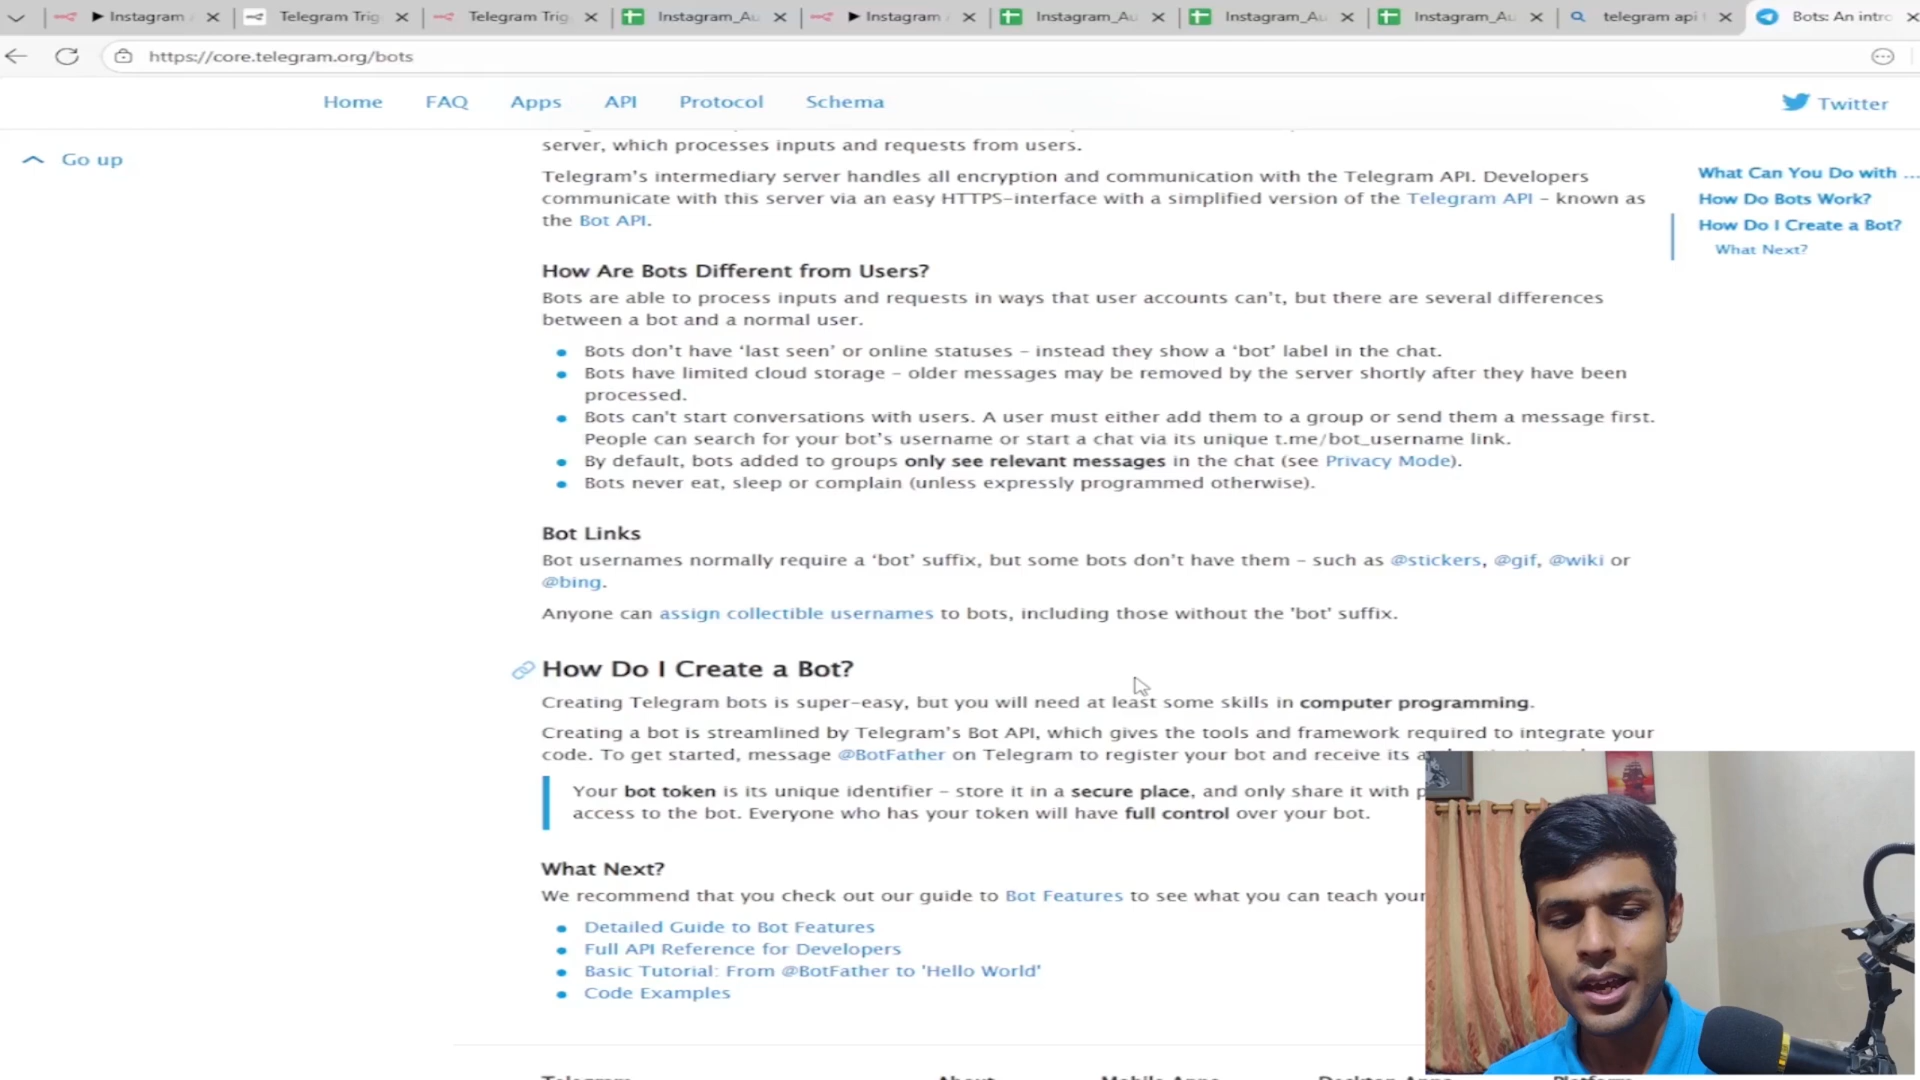 Instagram
Telegram Trig
Telegram Trig
Instagram_Au
Instagram
Instagram_Au
Instagram_Au
Instagram_Au
telegram api
Bots: An intro
https://core.telegram.org/bots
Home FAQ Apps API Protocol Schema
Twitter
Go up
server, which processes inputs and requests from users.
Telegram's intermediary server handles all encryption and communication with the Telegram API. Developers
communicate with this server via an easy HTTPS-interface with a simplified version of the Telegram API – known as
the Bot API.
How Are Bots Different from Users?
Bots are able to process inputs and requests in ways that user accounts can't, but there are several differences
between a bot and a normal user.
Bots don't have ‘last seen’ or online statuses – instead they show a ‘bot’ label in the chat.
Bots have limited cloud storage – older messages may be removed by the server shortly after they have been
processed.
Bots can't start conversations with users. A user must either add them to a group or send them a message first.
People can search for your bot's username or start a chat via its unique t.me/bot_username link.
By default, bots added to groups only see relevant messages in the chat (see Privacy Mode).
Bots never eat, sleep or complain (unless expressly programmed otherwise).
Bot Links
Bot usernames normally require a ‘bot’ suffix, but some bots don't have them – such as @stickers, @gif, @wiki or
@bing.
Anyone can assign collectible usernames to bots, including those without the 'bot' suffix.
How Do I Create a Bot?
Creating Telegram bots is super-easy, but you will need at least some skills in computer programming.
Creating a bot is streamlined by Telegram's Bot API, which gives the tools and framework required to integrate your
code. To get started, message @BotFather on Telegram to register your bot and receive its
Your bot token is its unique identifier – store it in a secure place, and only share it with
access to the bot. Everyone who has your token will have full control over your bot.
What Next?
We recommend that you check out our guide to Bot Features to see what you can teach your
Detailed Guide to Bot Features
Full API Reference for Developers
Basic Tutorial: From @BotFather to 'Hello World'
Code Examples
What Can You Do with ...
How Do Bots Work?
How Do I Create a Bot?
What Next?